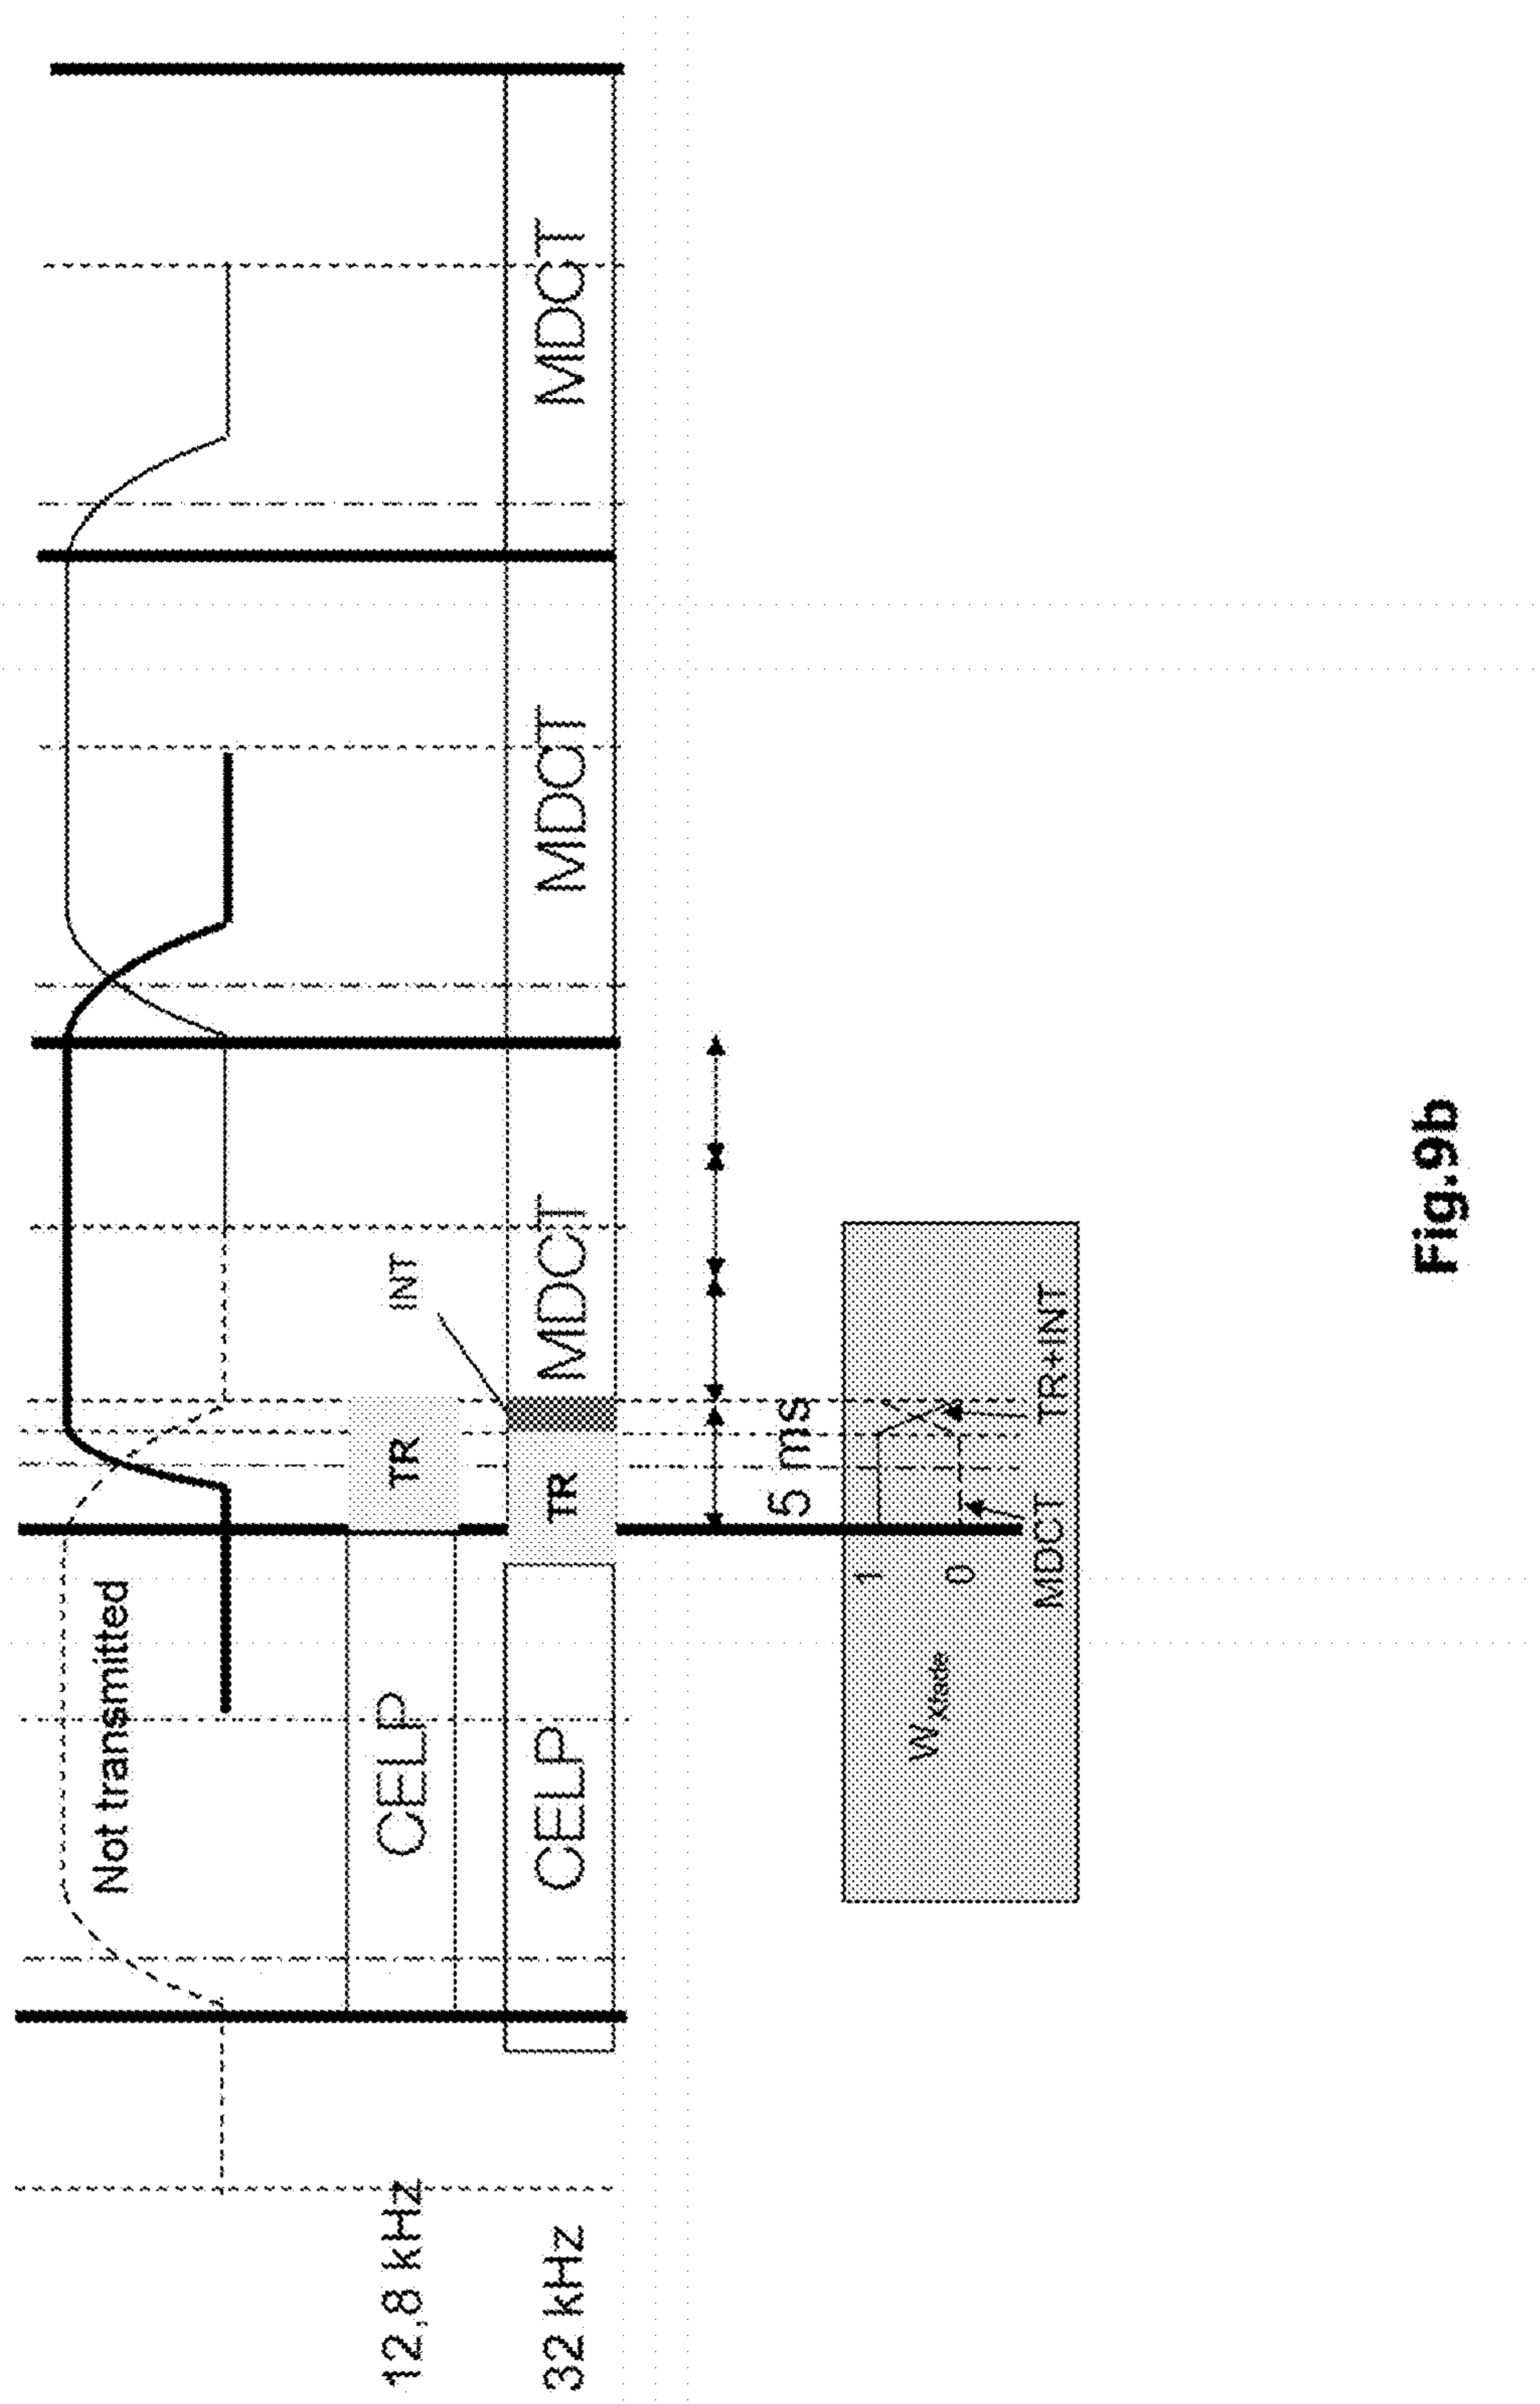 Not transmitted
INT
12,8 kHz
CELP
TR
32 kHz
CELP
TR
MDCT
MDCT
MDCT
5 ms
1
Wxfade
0
MDCT
TR+INT
Fig.9b